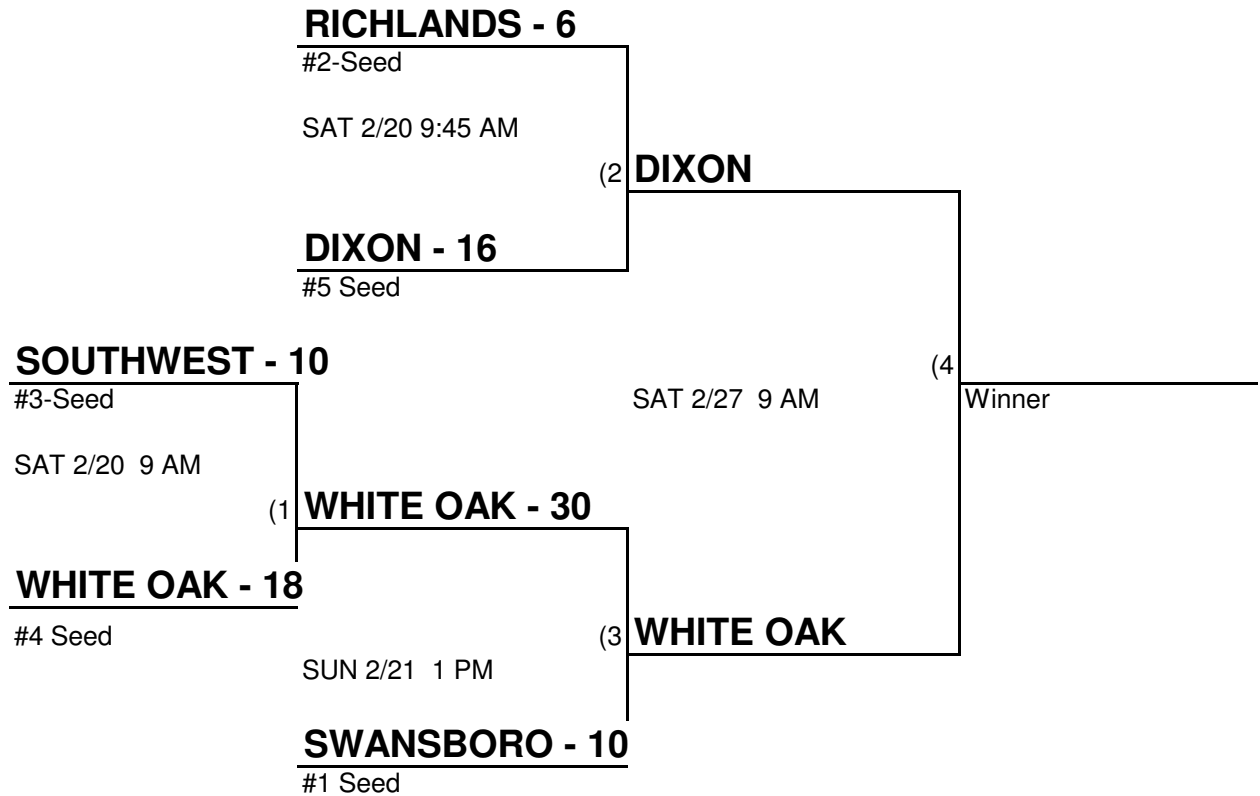 RICHLANDS - 6
#2-Seed
SAT 2/20 9:45 AM
(2 DIXON
DIXON - 16
#5 Seed
SOUTHWEST - 10
(4
#3-Seed
SAT 2/27 9 AM
Winner
SAT 2/20 9 AM
(1 WHITE OAK - 30
WHITE OAK - 18
#4 Seed
(3 WHITE OAK
SUN 2/21 1 PM
SWANSBORO - 10
#1 Seed